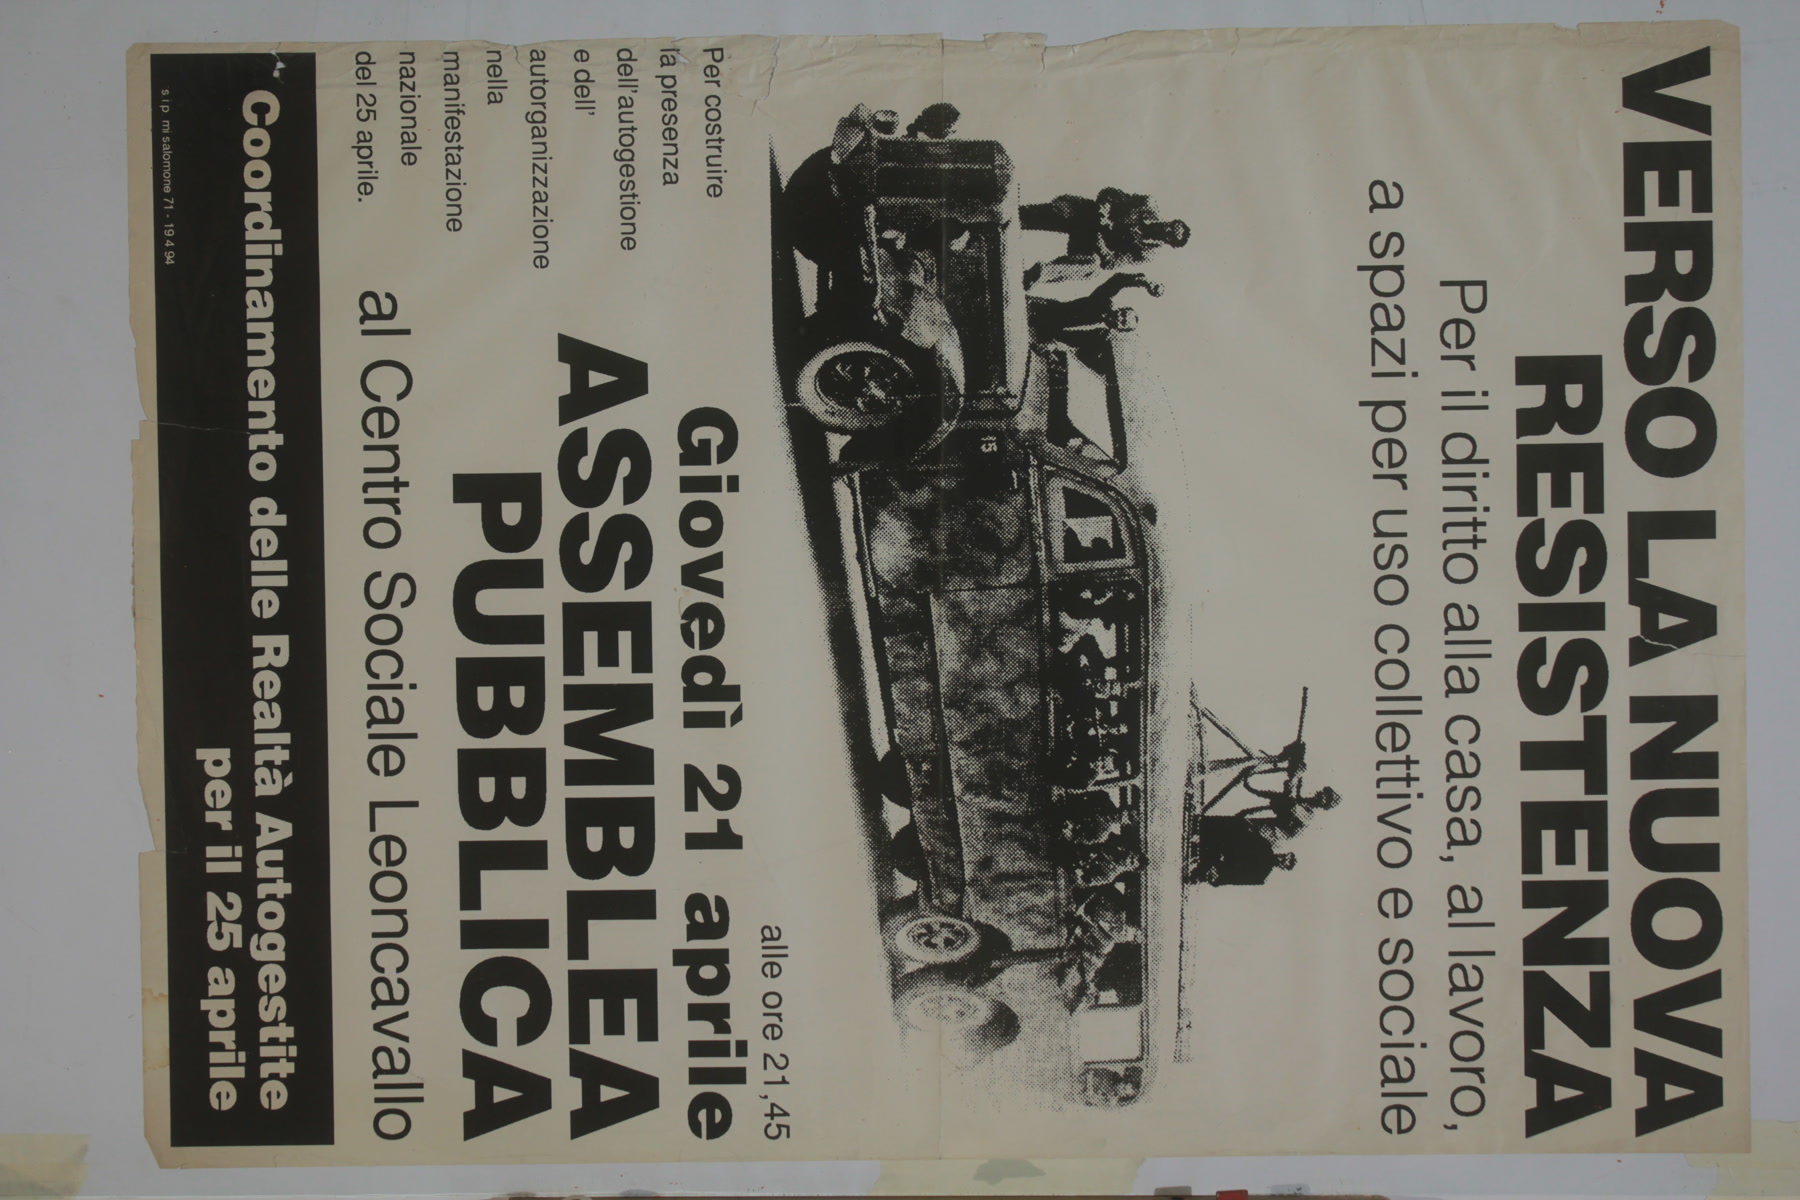 VERSO LA NUOVA
RESISTENZA
Per il diritto alla casa, al lavoro,
a spazi per uso collettivo e sociale
15
alle ore 21,45
Giovedì 21 aprile
ASSEMBLEA
PUBBLICA
al Centro Sociale Leoncavallo
Per costruire
la presenza
dell'autogestione
e dell'
autorganizzazione
nella
manifestazione
nazionale
del 25 aprile.
Coordinamento delle Realtà Autogestite
per il 25 aprile
s i p mi salomone 71 - 19 4 94